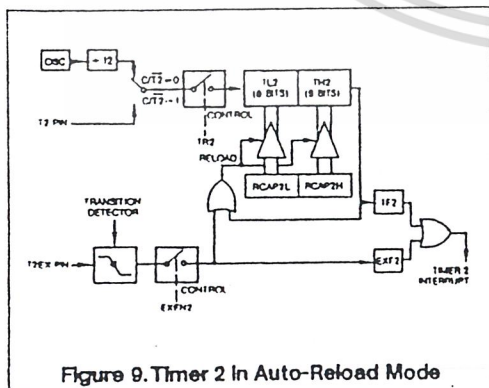 OSC
÷ 12
C/T2 = 0
TL2
(8 BITS)
TH2
(8 BITS)
C/T2 = 1
CONTROL
T2 PIN
TR2
RELOAD
RCAP2L
RCAP2H
TRANSITION
DETECTOR
TF2
T2EX PIN
EXF2
TIMER 2
INTERRUPT
CONTROL
EXEN2
Figure 9. Timer 2 in Auto-Reload Mode